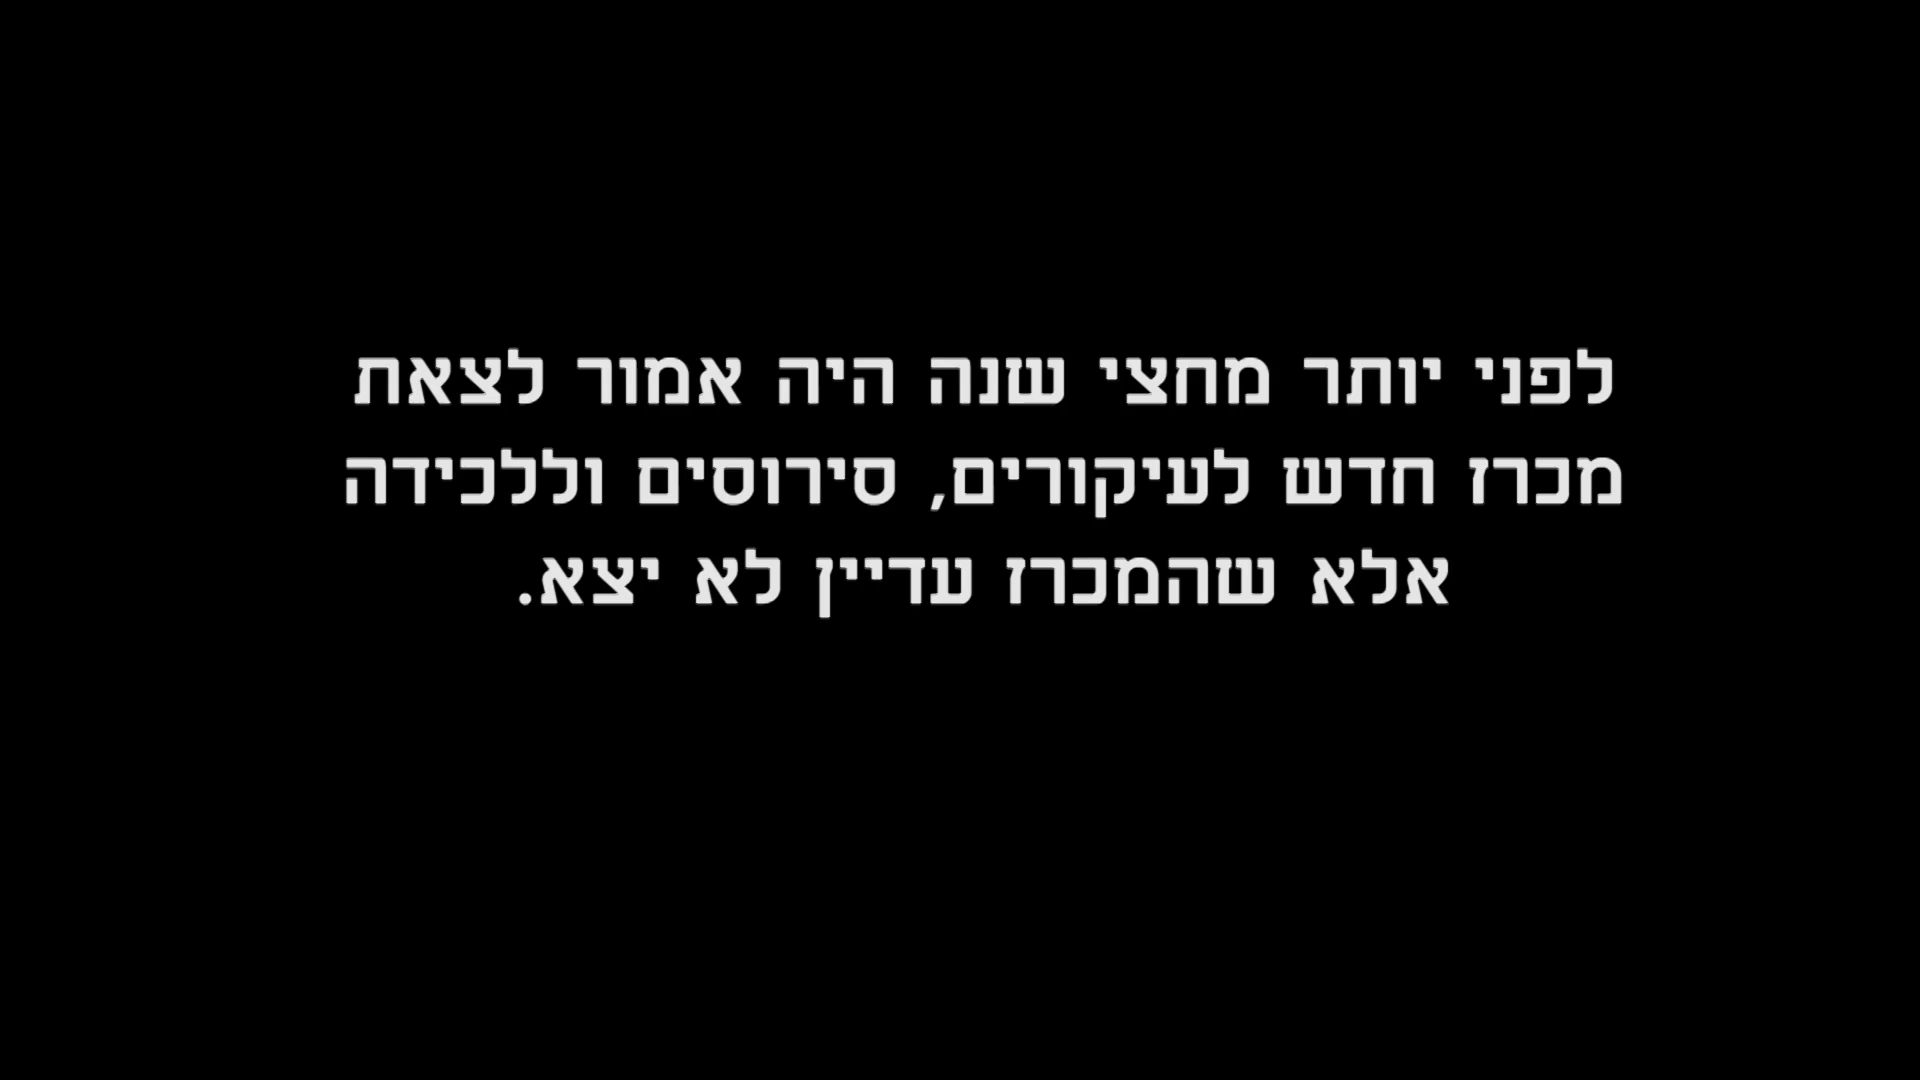 לפני יותר מחצי שנה היה אמור לצאת
מכרז חדש לעיקורים, סירוסים וללכידה
אלא שהמכרז עדיין לא יצא.